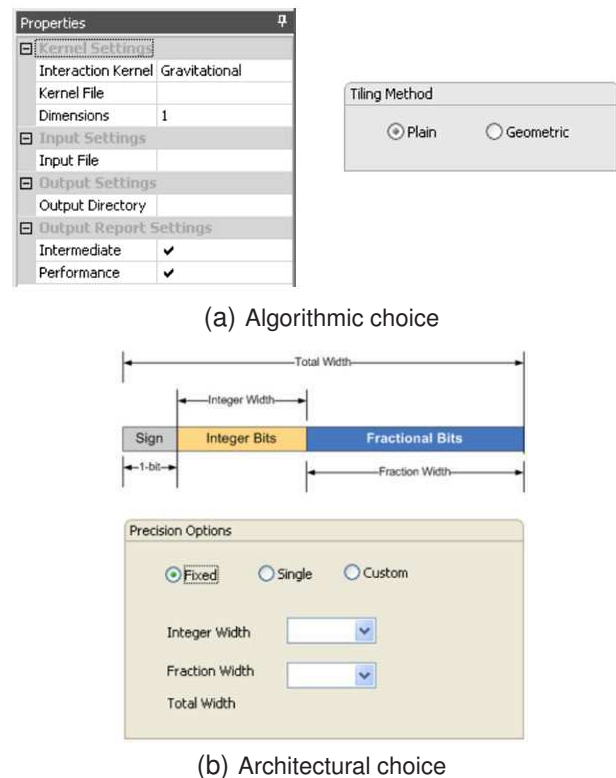 Properties
Kernel Settings
Interaction Kernel Gravitational
Kernel File
Dimensions 1
Input Settings
Input File
Output Settings
Output Directory
Output Report Settings
Intermediate ✔
Performance ✔
Tiling Method
Plain Geometric
(a) Algorithmic choice
Total Width
Integer Width
Sign Integer Bits Fractional Bits
1-bit
Fraction Width
Precision Options
Fixed Single Custom
Integer Width
Fraction Width
Total Width
(b) Architectural choice